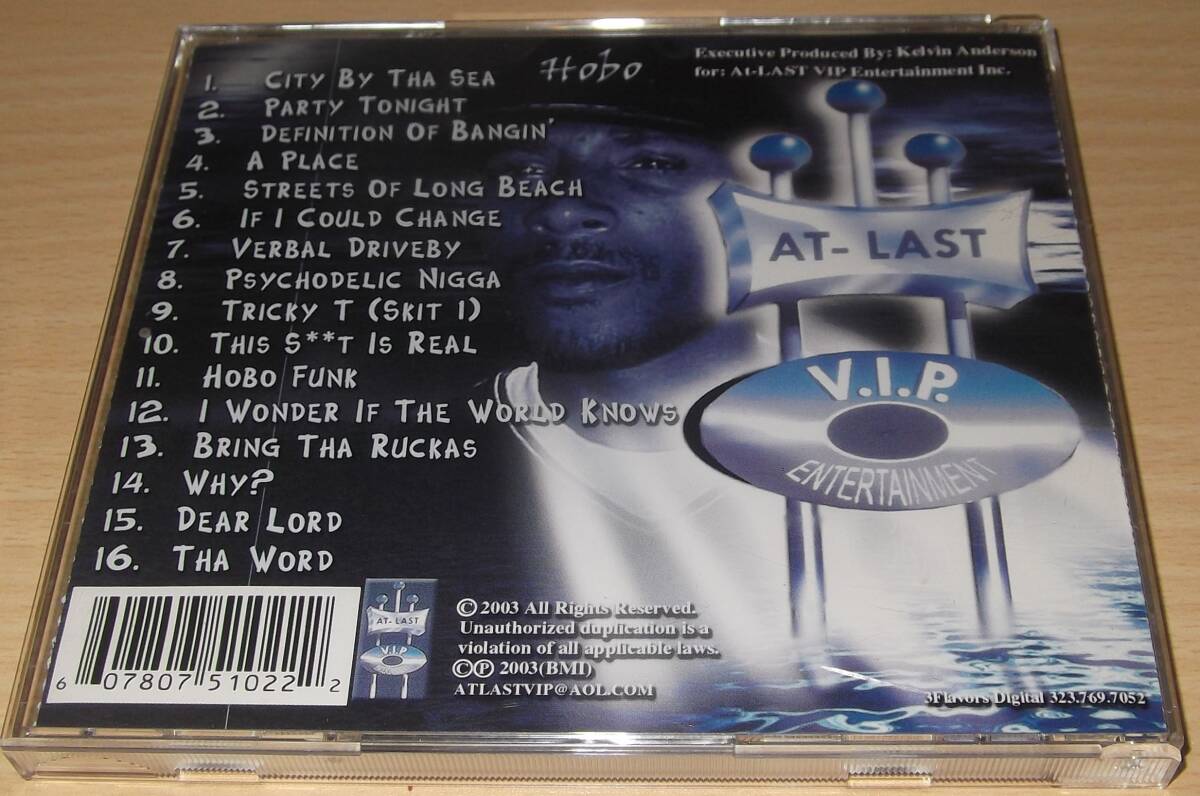 Hobo
Executive Produced By: Kelvin Anderson
for: At-LAST VIP Entertainment Inc.
1. City By Tha Sea
2. Party Tonight
3. Definition Of Bangin'
4. A Place
5. Streets Of Long Beach
6. If I Could Change
7. Verbal Driveby
8. Psychodelic Nigga
9. Tricky T (Skit 1)
10. This S**t Is Real
11. Hobo Funk
12. I Wonder If The World Knows
13. Bring Tha Ruckas
14. Why?
15. Dear Lord
16. Tha Word
AT- LAST
V.I.P.
ENTERTAINMENT
6 07807 51022 2
AT- LAST
V.I.P.
© 2003 All Rights Reserved.
Unauthorized duplication is a
violation of all applicable laws.
©℗ 2003(BMI)
ATLASTVIP@AOL.COM
3Flavors Digital 323.769.7052